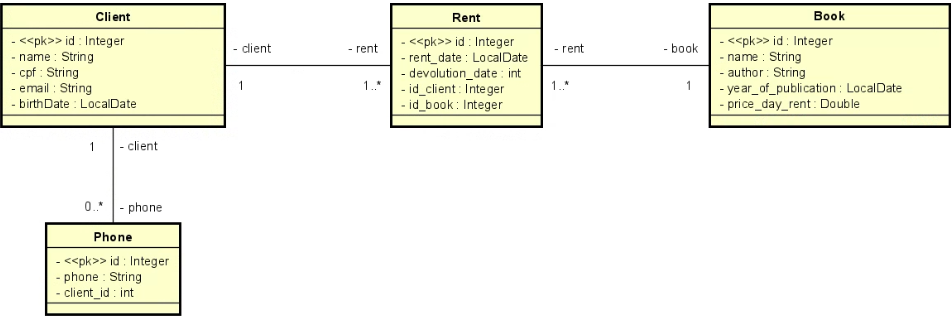 Client
- <<pk>> id : Integer
- name : String
- cpf : String
- email : String
- birthDate : LocalDate
- client
- rent
1
1..*
Rent
- <<pk>> id : Integer
- rent_date : LocalDate
- devolution_date : int
- id_client : Integer
- id_book : Integer
- rent
- book
1..*
1
Book
- <<pk>> id : Integer
- name : String
- author : String
- year_of_publication : LocalDate
- price_day_rent : Double
1
- client
0..*
- phone
Phone
- <<pk>> id : Integer
- phone : String
- client_id : int